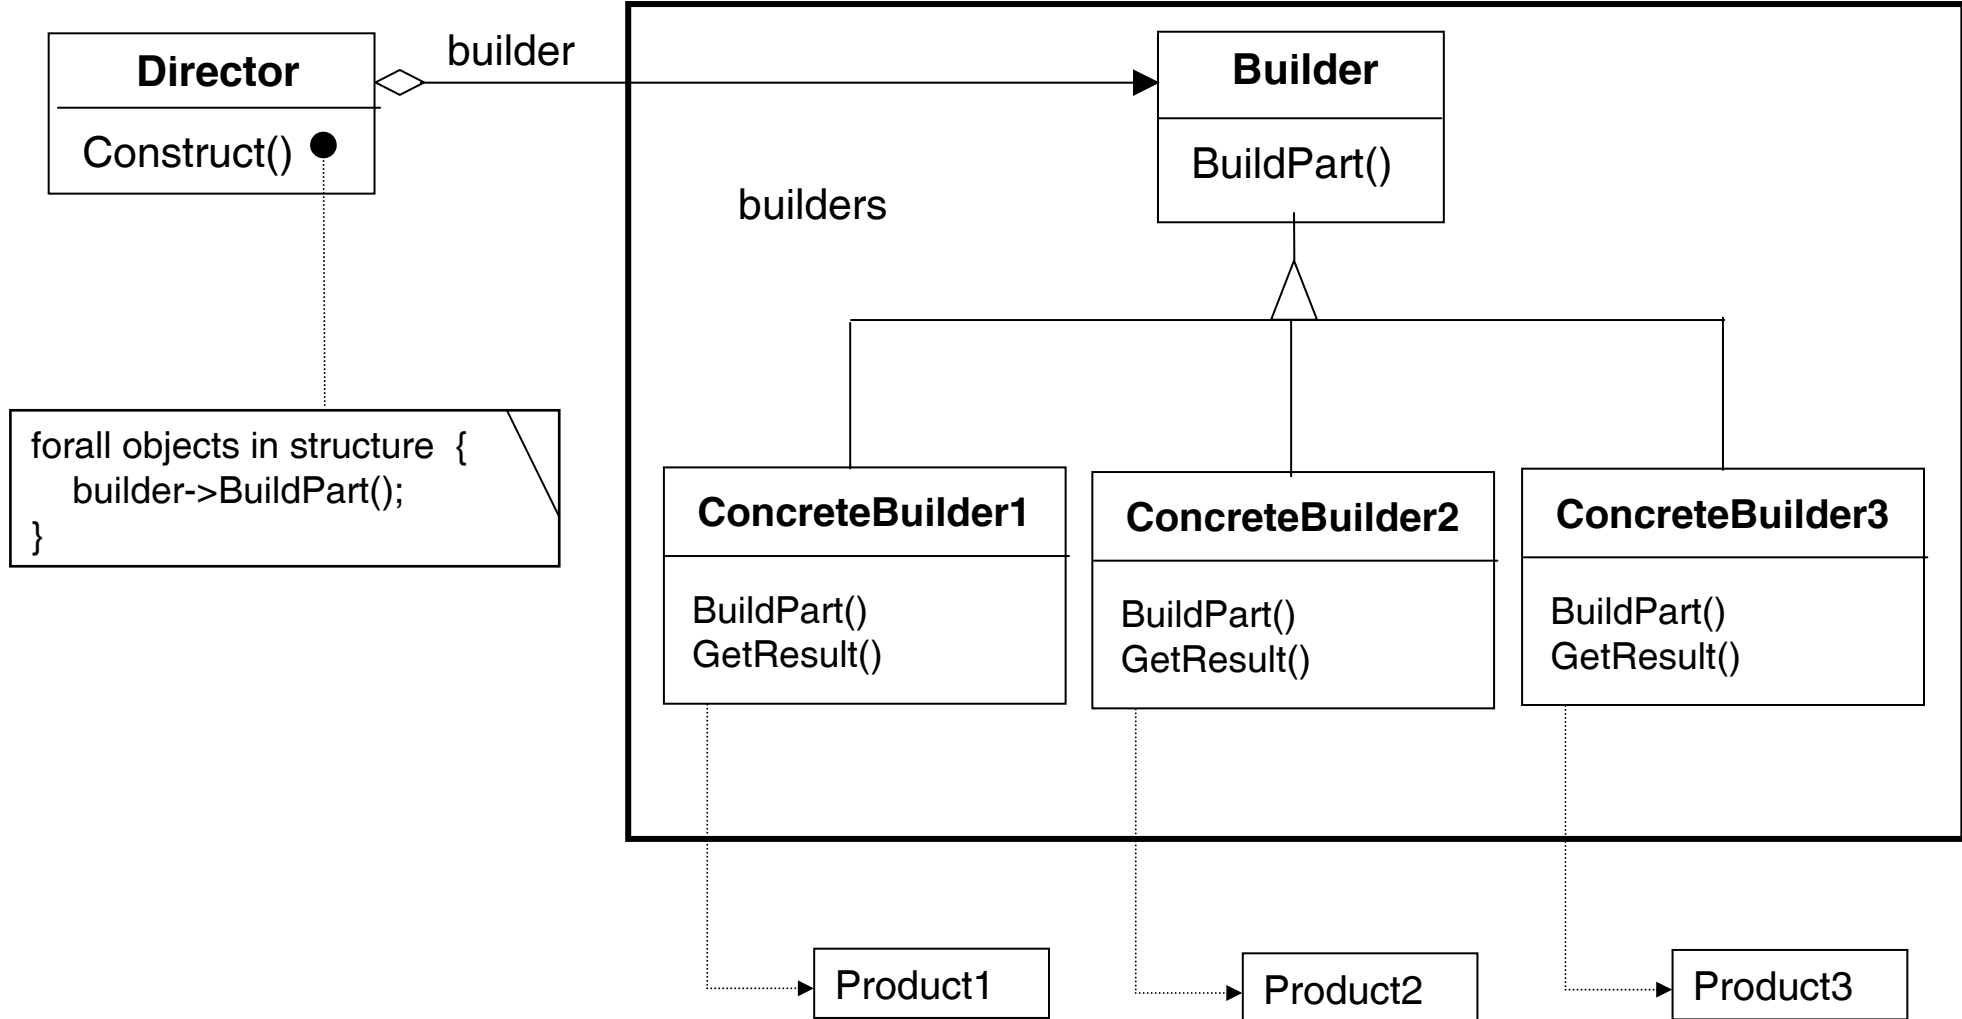 Director
Construct()
builder
Builder
BuildPart()
builders
forall objects in structure  {
builder->BuildPart();
}
ConcreteBuilder1
BuildPart()
GetResult()
ConcreteBuilder2
BuildPart()
GetResult()
ConcreteBuilder3
BuildPart()
GetResult()
Product1
Product2
Product3